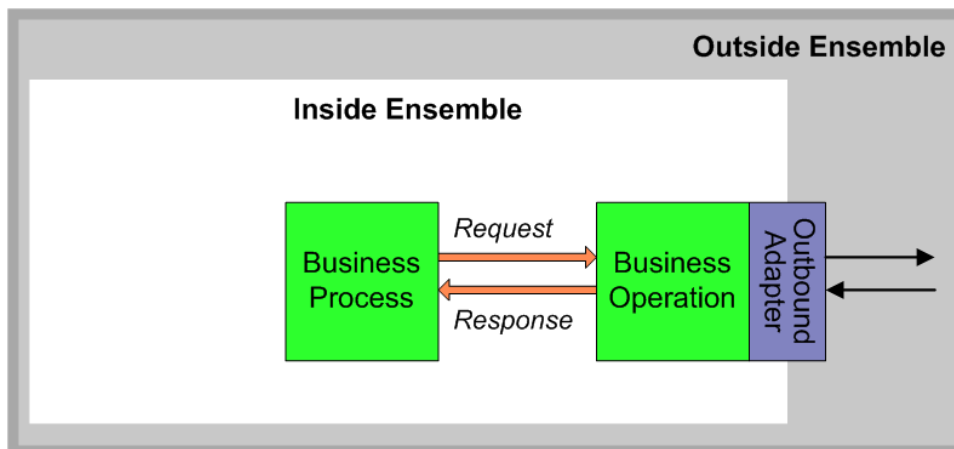 Outside Ensemble
Inside Ensemble
Request
Business
Process
Business
Operation
Outbound
Adapter
Response